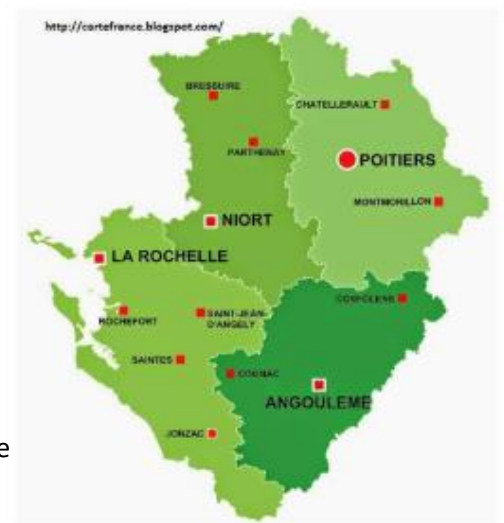 http://cartefrance.blogspot.com/
BRESSUIRE
CHATELLERAULT
PARTHENAY
POITIERS
MONTMORILLON
NIORT
LA ROCHELLE
CONFOLENS
ROCHEFORT
SAINT-JEAN-
D'ANGELY
SAINTES
COGNAC
ANGOULEME
JONZAC
e